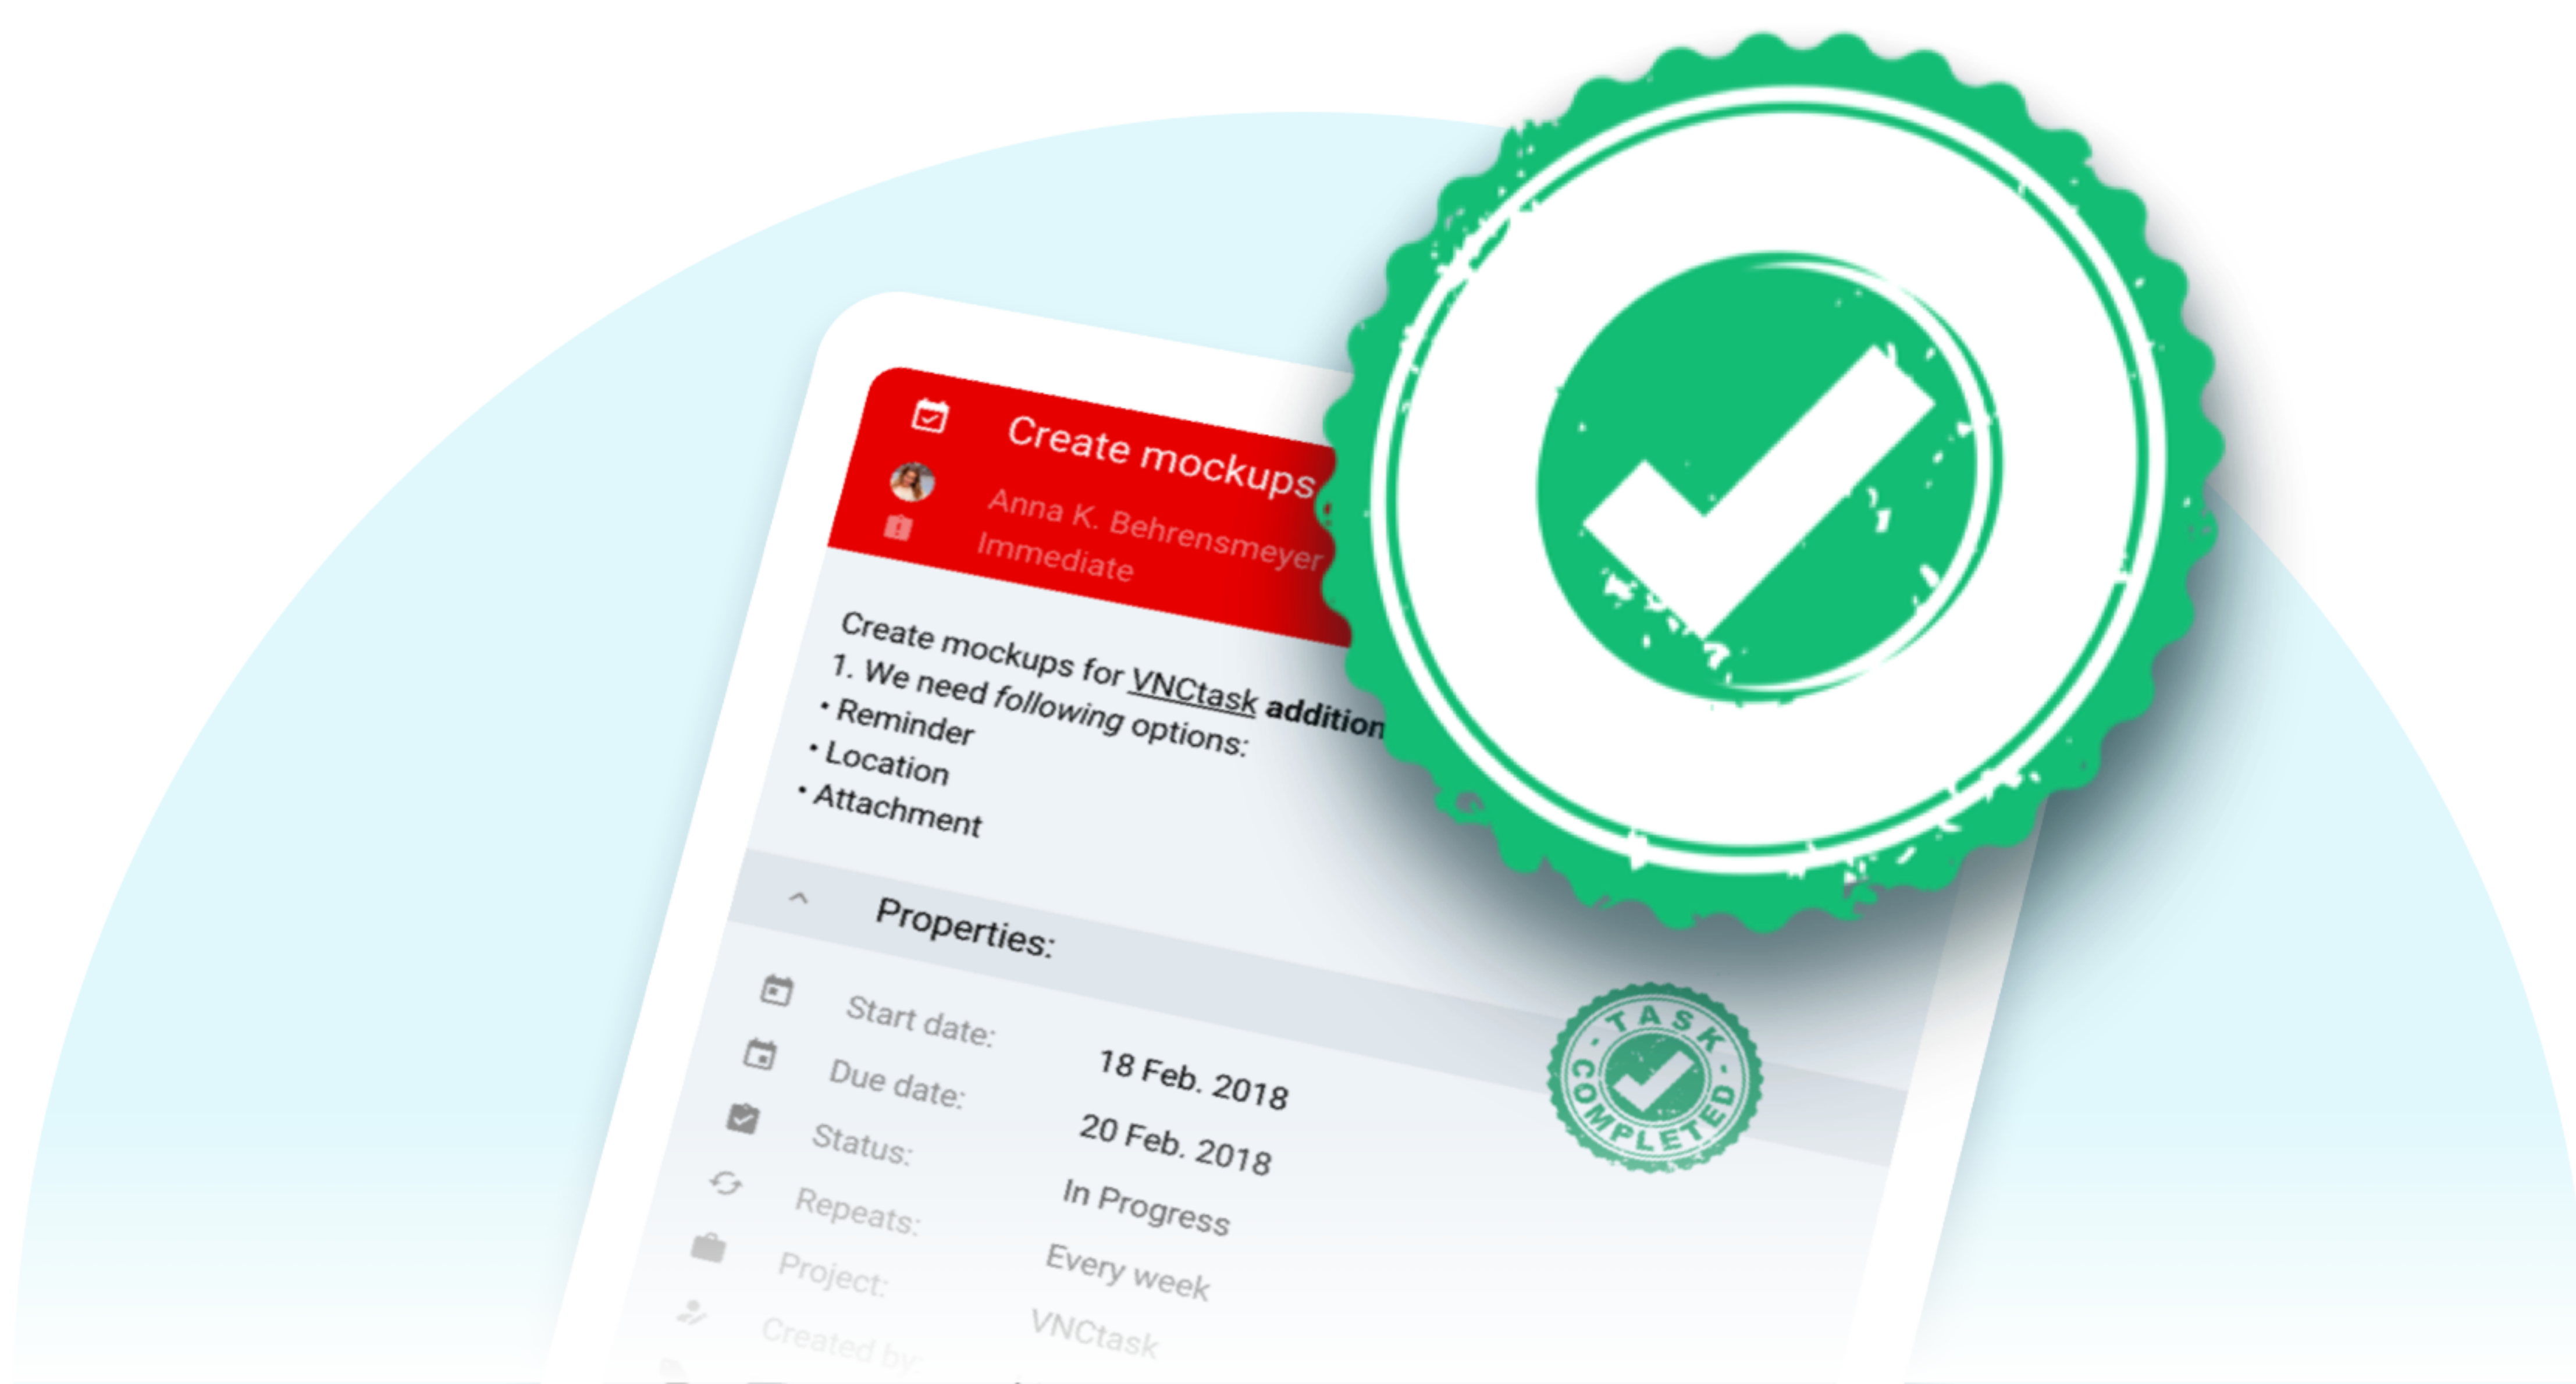 Create mockups
Anna K. Behrensmeyer
Immediate
Create mockups for VNCtask addition
1. We need following options:
• Reminder
• Location
• Attachment
Properties:
Start date: 18 Feb. 2018
Due date: 20 Feb. 2018
Status: In Progress
Repeats: Every week
Project: VNCtask
Created by:
TASK
COMPLETED